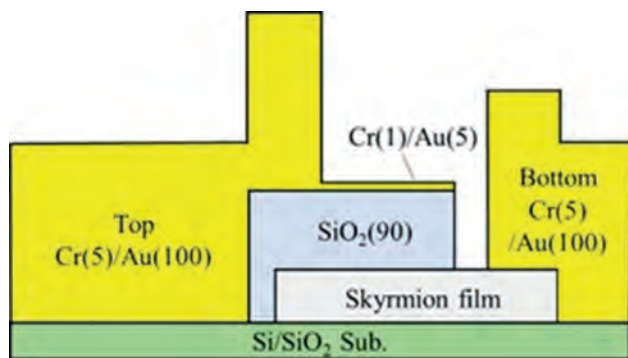 Cr(1)/Au(5)
Top
Cr(5)/Au(100)
SiO₂(90)
Bottom
Cr(5)
/Au(100)
Skyrmion film
Si/SiO₂ Sub.